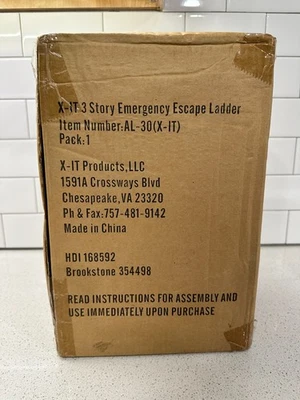 X-IT 3 Story Emergency Escape Ladder
Item Number:AL-30(X-IT)
Pack:1
X-IT Products,LLC
1591A Crossways Blvd
Chesapeake,VA 23320
Ph & Fax:757-481-9142
Made in China
HDI 168592
Brookstone 354498
READ INSTRUCTIONS FOR ASSEMBLY AND
USE IMMEDIATELY UPON PURCHASE